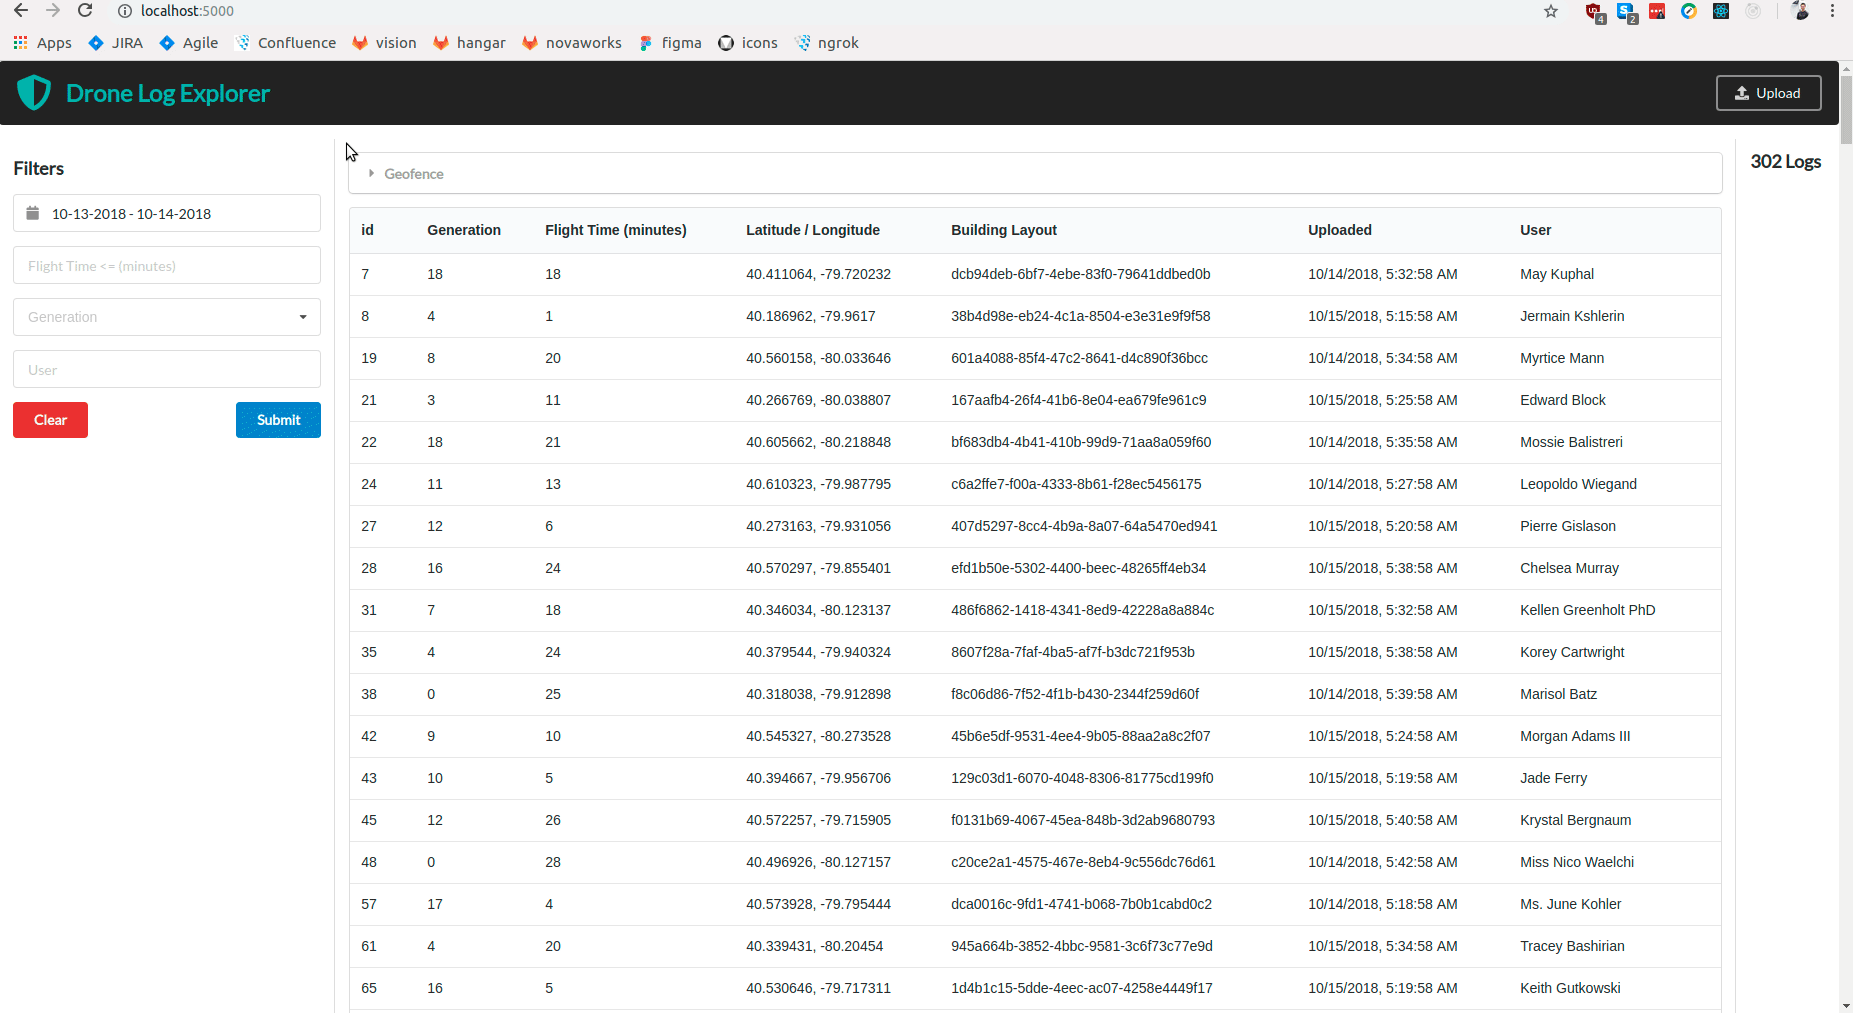 localhost:5000
4
2
Apps JIRA Agile Confluence vision hangar novaworks figma icons ngrok
Drone Log Explorer
Upload
Filters
10-13-2018 - 10-14-2018
Flight Time <= (minutes)
Generation
User
Clear Submit
Geofence
302 Logs
id Generation Flight Time (minutes) Latitude / Longitude Building Layout Uploaded User
7 18 18 40.411064, -79.720232 dcb94deb-6bf7-4ebe-83f0-79641ddbed0b 10/14/2018, 5:32:58 AM May Kuphal
8 4 1 40.186962, -79.9617 38b4d98e-eb24-4c1a-8504-e3e31e9f9f58 10/15/2018, 5:15:58 AM Jermain Kshlerin
19 8 20 40.560158, -80.033646 601a4088-85f4-47c2-8641-d4c890f36bcc 10/14/2018, 5:34:58 AM Myrtice Mann
21 3 11 40.266769, -80.038807 167aafb4-26f4-41b6-8e04-ea679fe961c9 10/15/2018, 5:25:58 AM Edward Block
22 18 21 40.605662, -80.218848 bf683db4-4b41-410b-99d9-71aa8a059f60 10/14/2018, 5:35:58 AM Mossie Balistreri
24 11 13 40.610323, -79.987795 c6a2ffe7-f00a-4333-8b61-f28ec5456175 10/14/2018, 5:27:58 AM Leopoldo Wiegand
27 12 6 40.273163, -79.931056 407d5297-8cc4-4b9a-8a07-64a5470ed941 10/15/2018, 5:20:58 AM Pierre Gislason
28 16 24 40.570297, -79.855401 efd1b50e-5302-4400-beec-48265ff4eb34 10/15/2018, 5:38:58 AM Chelsea Murray
31 7 18 40.346034, -80.123137 486f6862-1418-4341-8ed9-42228a8a884c 10/15/2018, 5:32:58 AM Kellen Greenholt PhD
35 4 24 40.379544, -79.940324 8607f28a-7faf-4ba5-af7f-b3dc721f953b 10/15/2018, 5:38:58 AM Korey Cartwright
38 0 25 40.318038, -79.912898 f8c06d86-7f52-4f1b-b430-2344f259d60f 10/14/2018, 5:39:58 AM Marisol Batz
42 9 10 40.545327, -80.273528 45b6e5df-9531-4ee4-9b05-88aa2a8c2f07 10/15/2018, 5:24:58 AM Morgan Adams III
43 10 5 40.394667, -79.956706 129c03d1-6070-4048-8306-81775cd199f0 10/15/2018, 5:19:58 AM Jade Ferry
45 12 26 40.572257, -79.715905 f0131b69-4067-45ea-848b-3d2ab9680793 10/15/2018, 5:40:58 AM Krystal Bergnaum
48 0 28 40.496926, -80.127157 c20ce2a1-4575-467e-8eb4-9c556dc76d61 10/14/2018, 5:42:58 AM Miss Nico Waelchi
57 17 4 40.573928, -79.795444 dca0016c-9fd1-4741-b068-7b0b1cabd0c2 10/14/2018, 5:18:58 AM Ms. June Kohler
61 4 20 40.339431, -80.20454 945a664b-3852-4bbc-9581-3c6f73c77e9d 10/15/2018, 5:34:58 AM Tracey Bashirian
65 16 5 40.530646, -79.717311 1d4b1c15-5dde-4eec-ac07-4258e4449f17 10/15/2018, 5:19:58 AM Keith Gutkowski